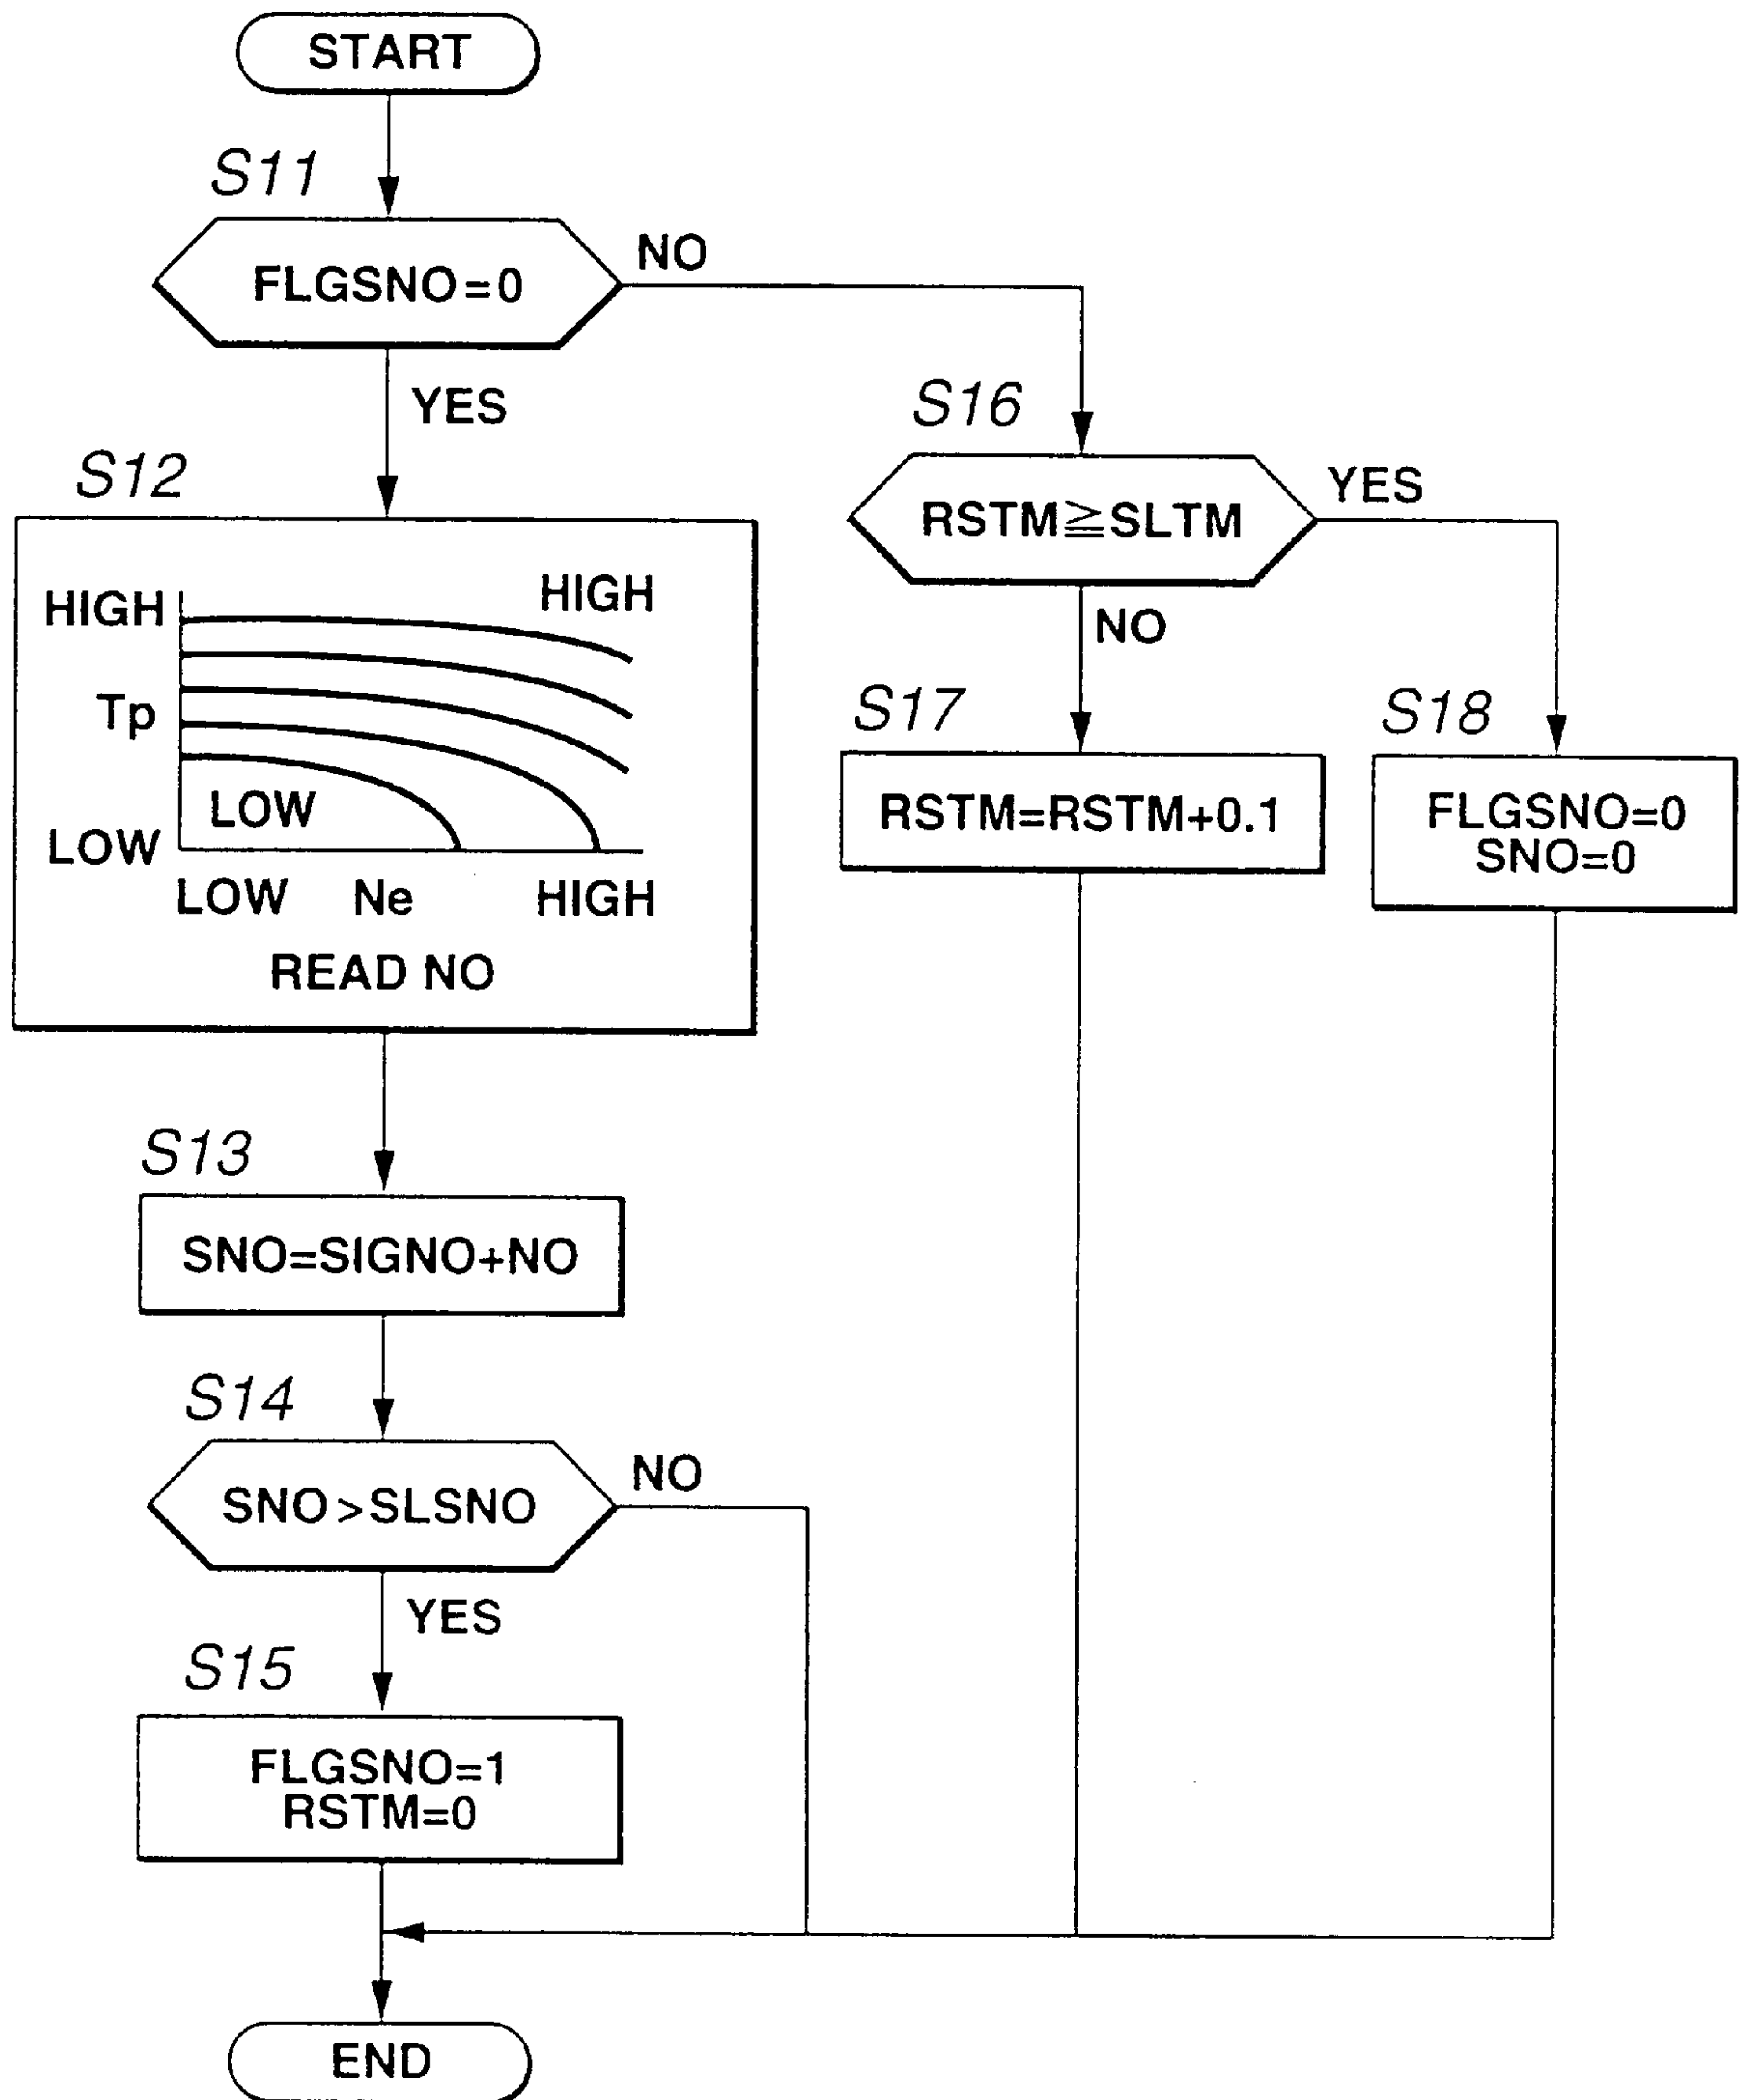 START
S11
FLGSNO=0
NO
YES
S16
RSTM≧SLTM
YES
NO
S12
HIGH
HIGH
Tp
LOW
LOW
LOW Ne HIGH
READ NO
S17
RSTM=RSTM+0.1
S18
FLGSNO=0
SNO=0
S13
SNO=SIGNO+NO
S14
SNO>SLSNO
NO
YES
S15
FLGSNO=1
RSTM=0
END